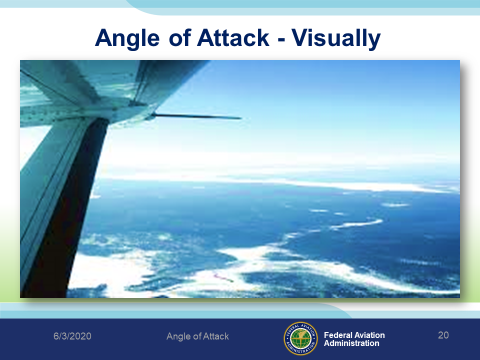 Angle of Attack - Visually
6/3/2020
Angle of Attack
Federal Aviation
Administration
20